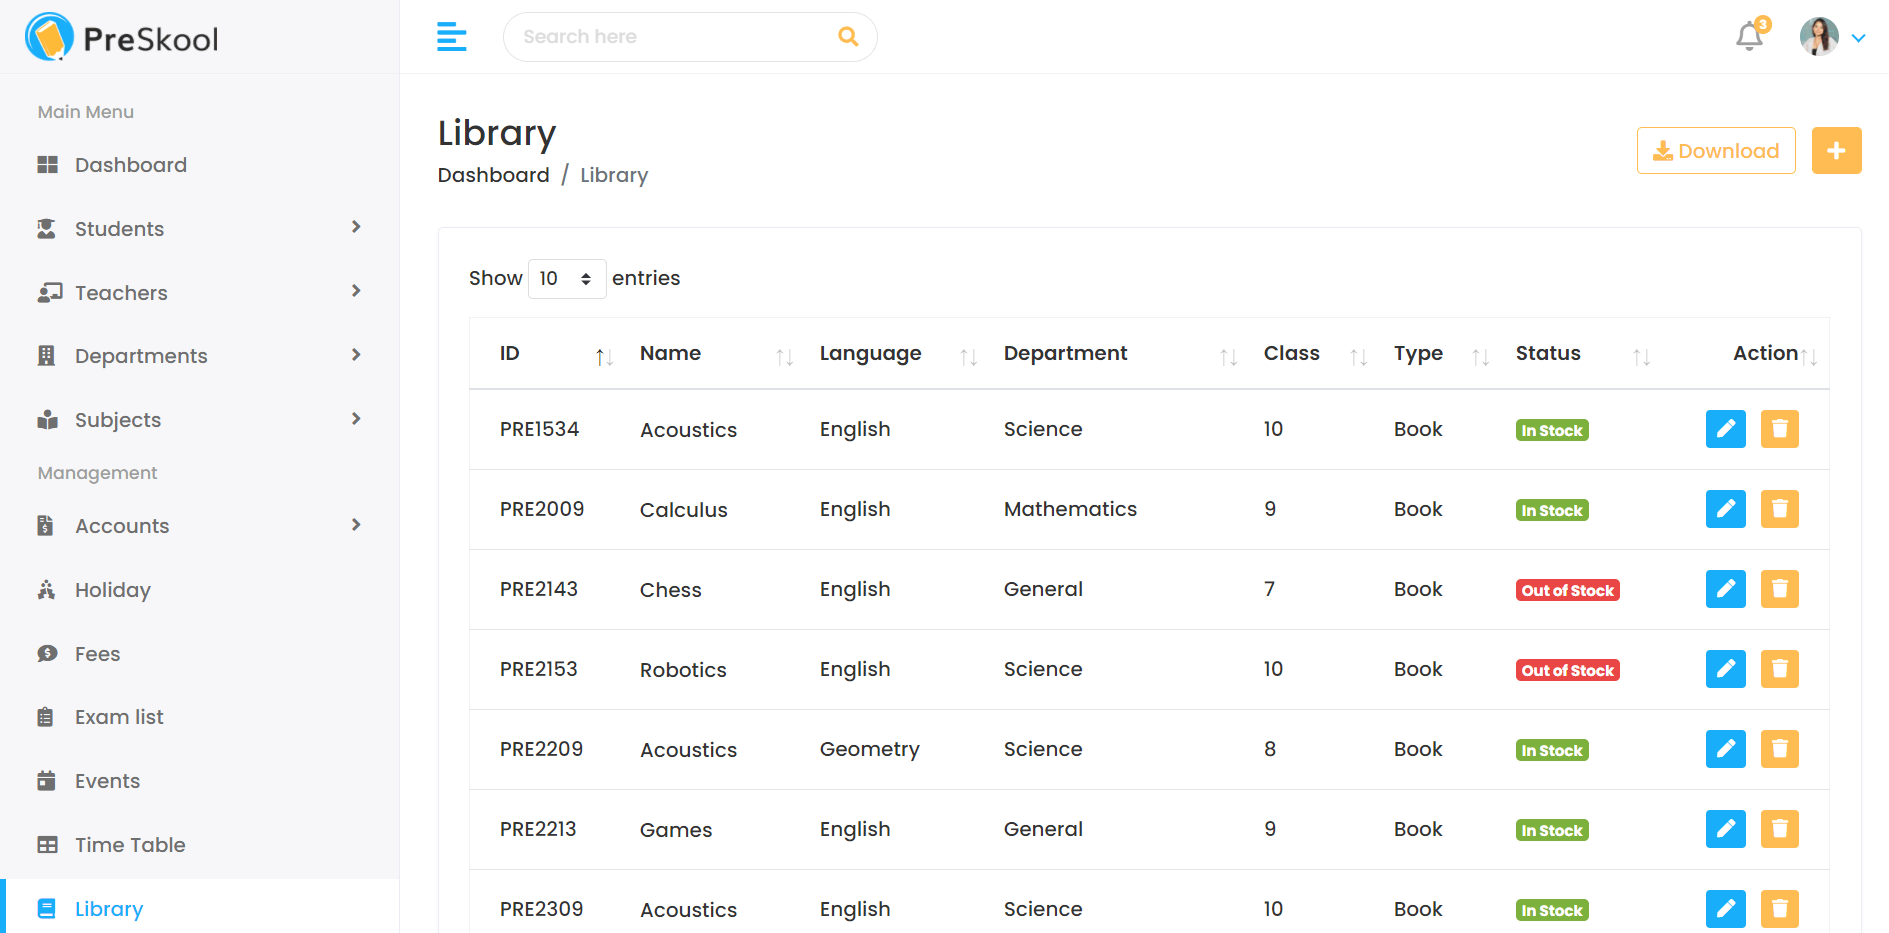 PreSkool
Search here
3
Main Menu
Dashboard
Students
Teachers
Departments
Subjects
Management
Accounts
Holiday
Fees
Exam list
Events
Time Table
Library
Library
Dashboard / Library
Download
Show 10 entries
ID Name Language Department Class Type Status Action
PRE1534 Acoustics English Science 10 Book In Stock
PRE2009 Calculus English Mathematics 9 Book In Stock
PRE2143 Chess English General 7 Book Out of Stock
PRE2153 Robotics English Science 10 Book Out of Stock
PRE2209 Acoustics Geometry Science 8 Book In Stock
PRE2213 Games English General 9 Book In Stock
PRE2309 Acoustics English Science 10 Book In Stock